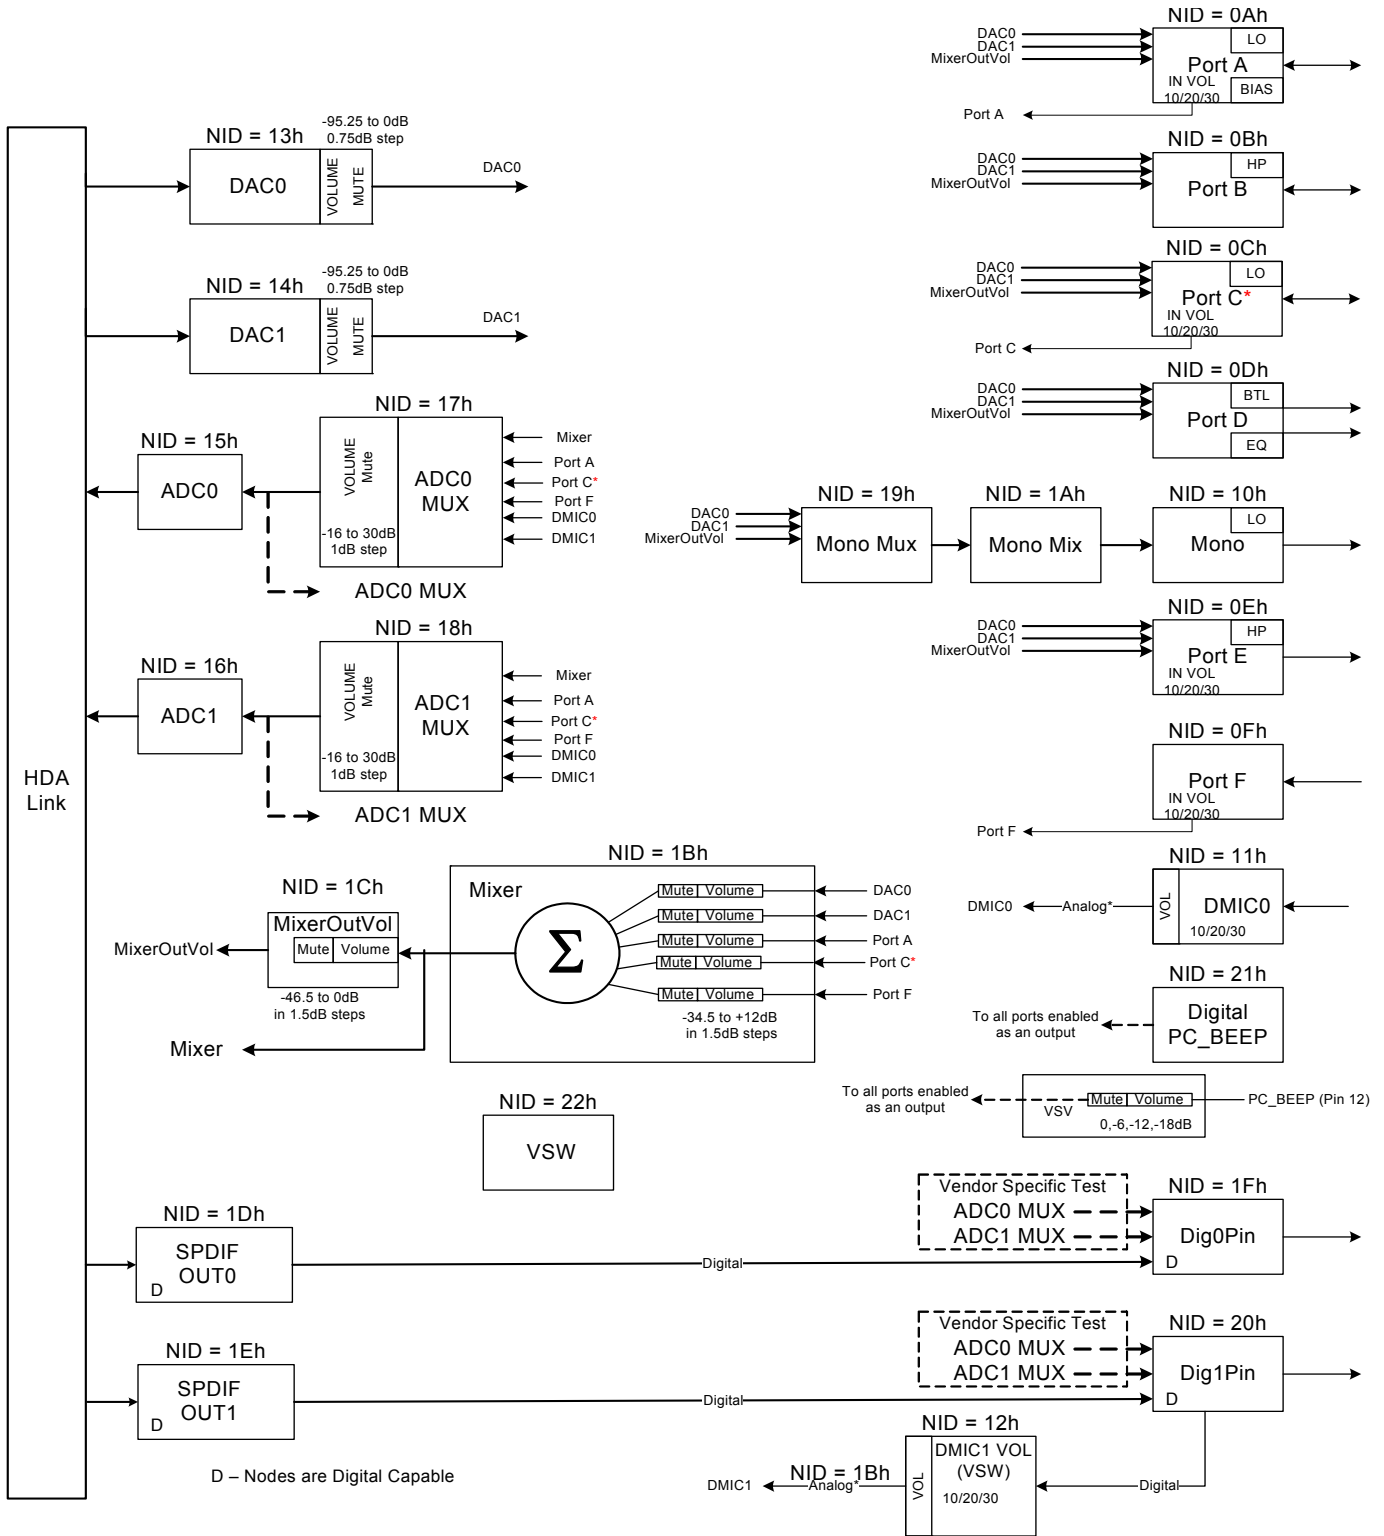 NID = 0Ah
DAC0
DAC1
MixerOutVol
LO
Port A
IN VOL
10/20/30
BIAS
Port A
NID = 13h
-95.25 to 0dB
0.75dB step
DAC0
VOLUME
MUTE
DAC0
NID = 0Bh
DAC0
DAC1
MixerOutVol
HP
Port B
NID = 14h
-95.25 to 0dB
0.75dB step
DAC1
VOLUME
MUTE
DAC1
NID = 0Ch
DAC0
DAC1
MixerOutVol
LO
Port C*
IN VOL
10/20/30
Port C
NID = 0Dh
DAC0
DAC1
MixerOutVol
BTL
Port D
EQ
NID = 17h
NID = 15h
ADC0
VOLUME
Mute
-16 to 30dB
1dB step
ADC0
MUX
Mixer
Port A
Port C*
Port F
DMIC0
DMIC1
ADC0 MUX
NID = 19h
DAC0
DAC1
MixerOutVol
Mono Mux
NID = 1Ah
Mono Mix
NID = 10h
LO
Mono
NID = 18h
NID = 16h
ADC1
VOLUME
Mute
-16 to 30dB
1dB step
ADC1
MUX
Mixer
Port A
Port C*
Port F
DMIC0
DMIC1
ADC1 MUX
NID = 0Eh
DAC0
DAC1
MixerOutVol
HP
Port E
IN VOL
10/20/30
NID = 0Fh
Port F
IN VOL
10/20/30
Port F
HDA
Link
NID = 1Bh
Mixer
Σ
Mute Volume
DAC0
Mute Volume
DAC1
Mute Volume
Port A
Mute Volume
Port C*
Mute Volume
Port F
-34.5 to +12dB
in 1.5dB steps
NID = 1Ch
MixerOutVol
Mute Volume
MixerOutVol
-46.5 to 0dB
in 1.5dB steps
Mixer
NID = 11h
DMIC0
Analog*
VOL
DMIC0
10/20/30
NID = 21h
To all ports enabled
as an output
Digital
PC_BEEP
To all ports enabled
as an output
VSV
Mute Volume
0,-6,-12,-18dB
PC_BEEP (Pin 12)
NID = 22h
VSW
NID = 1Dh
SPDIF
OUT0
D
Digital
Vendor Specific Test
ADC0 MUX
ADC1 MUX
NID = 1Fh
Dig0Pin
D
NID = 1Eh
SPDIF
OUT1
D
Digital
Vendor Specific Test
ADC0 MUX
ADC1 MUX
NID = 20h
Dig1Pin
D
NID = 12h
DMIC1 VOL
(VSW)
VOL
10/20/30
NID = 1Bh
DMIC1
Analog*
Digital
D – Nodes are Digital Capable